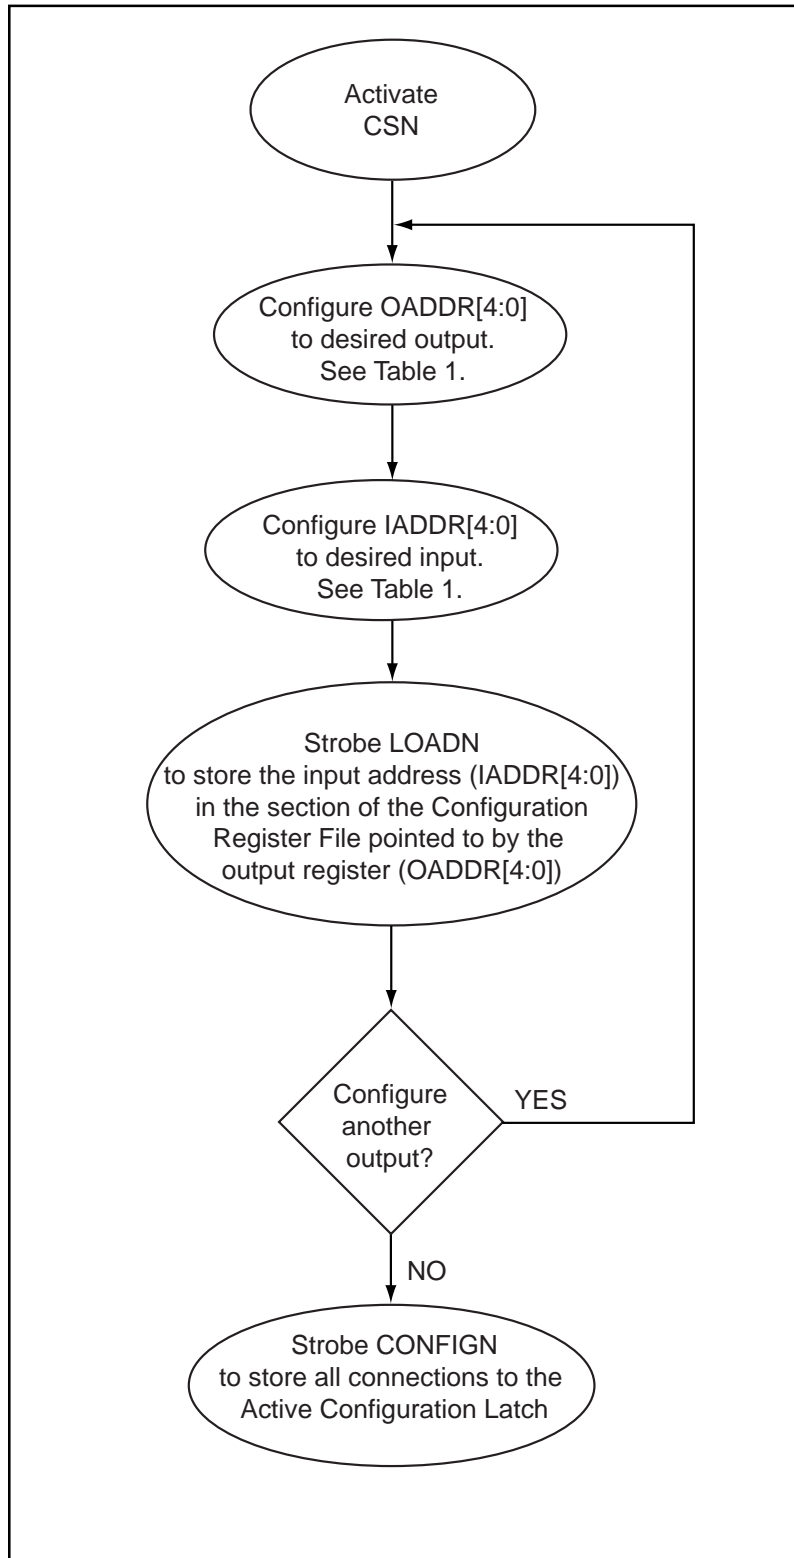 Activate
CSN
Configure OADDR[4:0]
to desired output.
See Table 1.
Configure IADDR[4:0]
to desired input.
See Table 1.
Strobe LOADN
to store the input address (IADDR[4:0])
in the section of the Configuration
Register File pointed to by the
output register (OADDR[4:0])
Configure
another
output?
YES
NO
Strobe CONFIGN
to store all connections to the
Active Configuration Latch